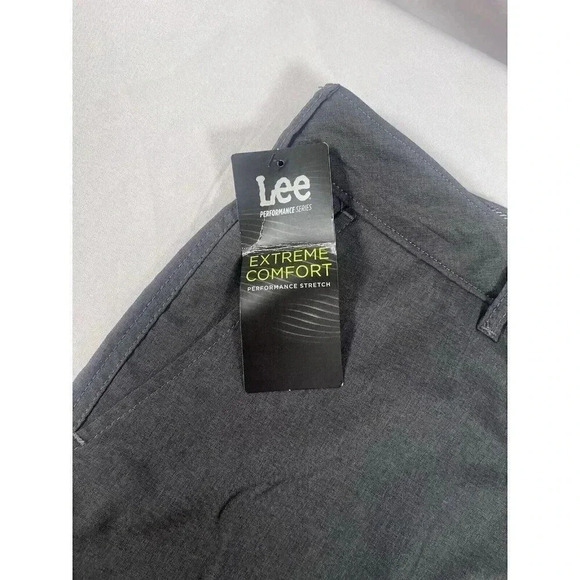 Lee
PERFORMANCE SERIES
EXTREME
COMFORT
PERFORMANCE STRETCH